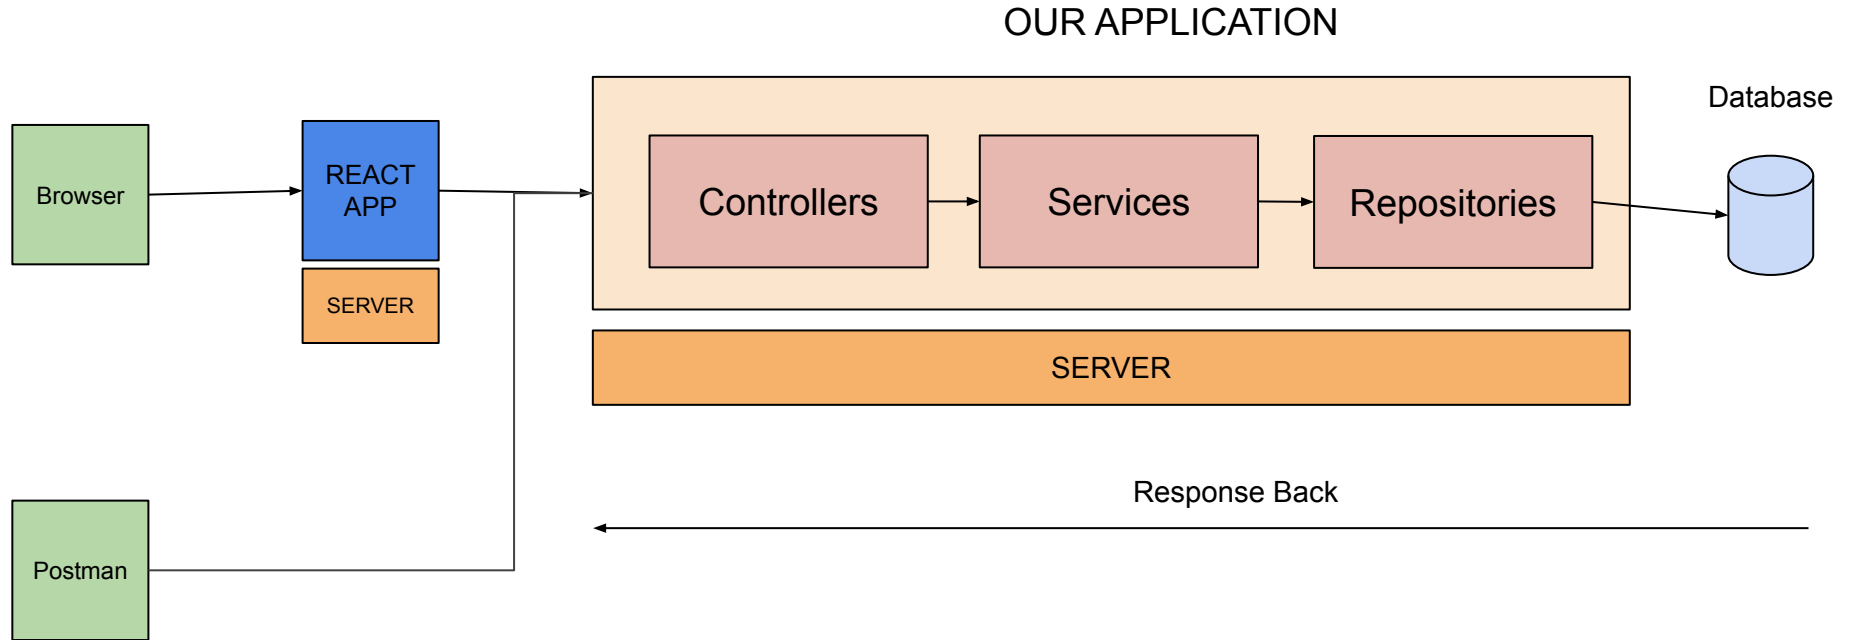 OUR APPLICATION
Database
Browser
REACT
APP
SERVER
Controllers
Services
Repositories
SERVER
Response Back
Postman